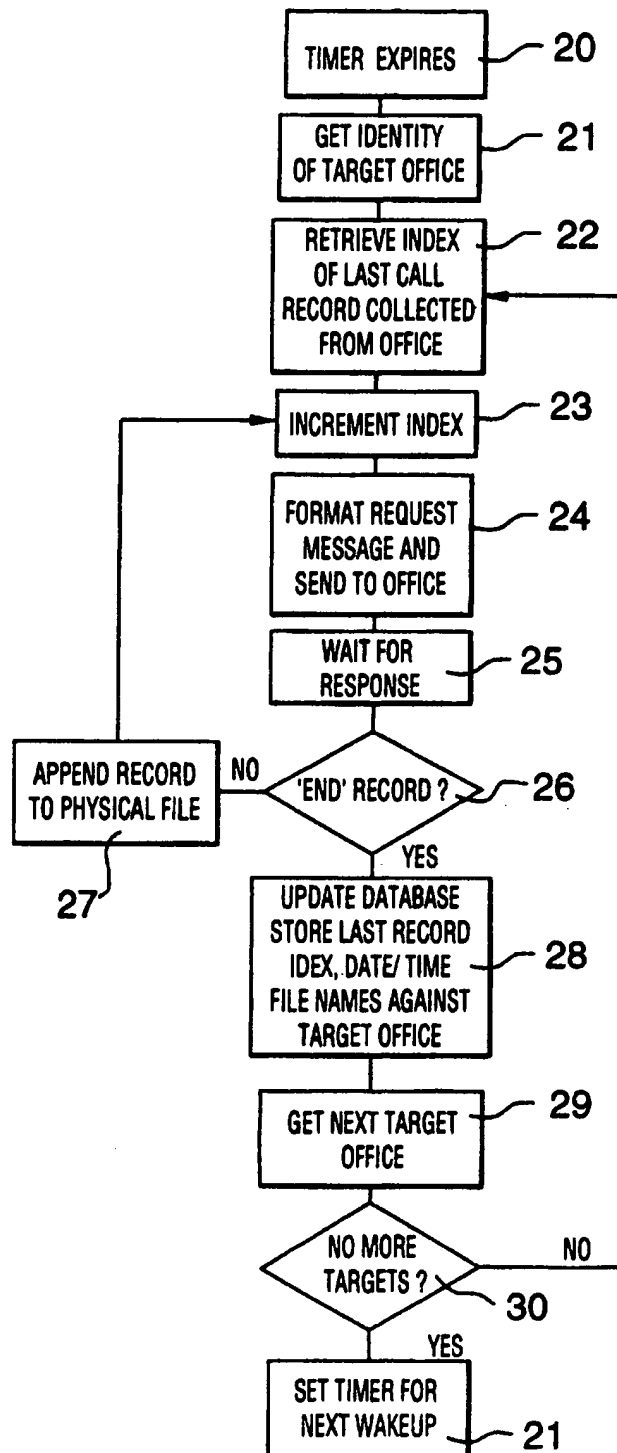 TIMER EXPIRES
20
GET IDENTITY
OF TARGET OFFICE
21
RETRIEVE INDEX
OF LAST CALL
RECORD COLLECTED
FROM OFFICE
22
INCREMENT INDEX
23
FORMAT REQUEST
MESSAGE AND
SEND TO OFFICE
24
WAIT FOR
RESPONSE
25
'END' RECORD ?
26
NO
APPEND RECORD
TO PHYSICAL FILE
27
YES
UPDATE DATABASE
STORE LAST RECORD
IDEX, DATE/ TIME
FILE NAMES AGAINST
TARGET OFFICE
28
GET NEXT TARGET
OFFICE
29
NO MORE
TARGETS ?
30
NO
YES
SET TIMER FOR
NEXT WAKEUP
21